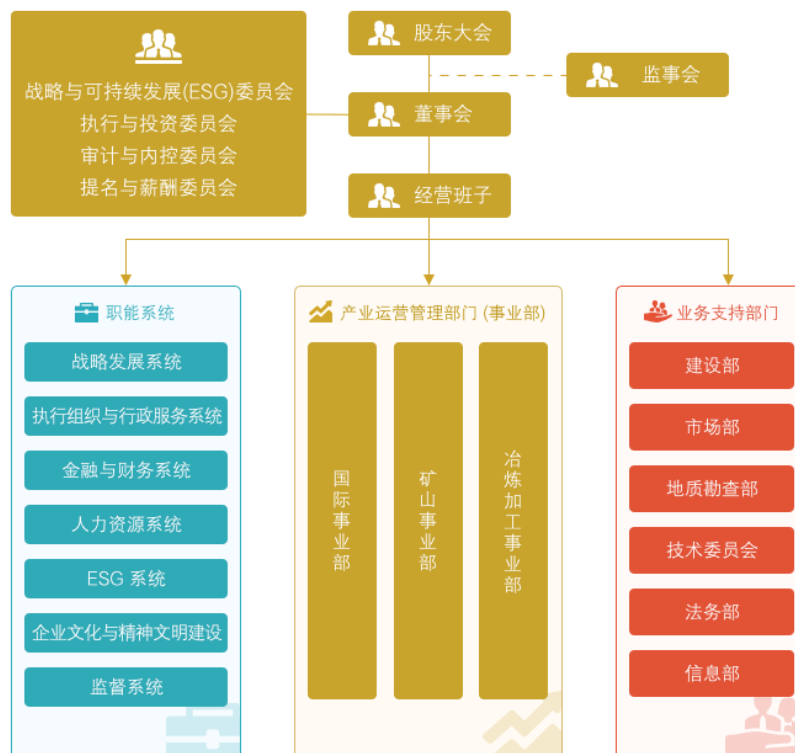 股东大会
监事会
战略与可持续发展(ESG)委员会
执行与投资委员会
审计与内控委员会
提名与薪酬委员会
董事会
经营班子
职能系统
战略发展系统
执行组织与行政服务系统
金融与财务系统
人力资源系统
ESG 系统
企业文化与精神文明建设
监督系统
产业运营管理部门 (事业部)
国际事业部
矿山事业部
冶炼加工事业部
业务支持部门
建设部
市场部
地质勘查部
技术委员会
法务部
信息部